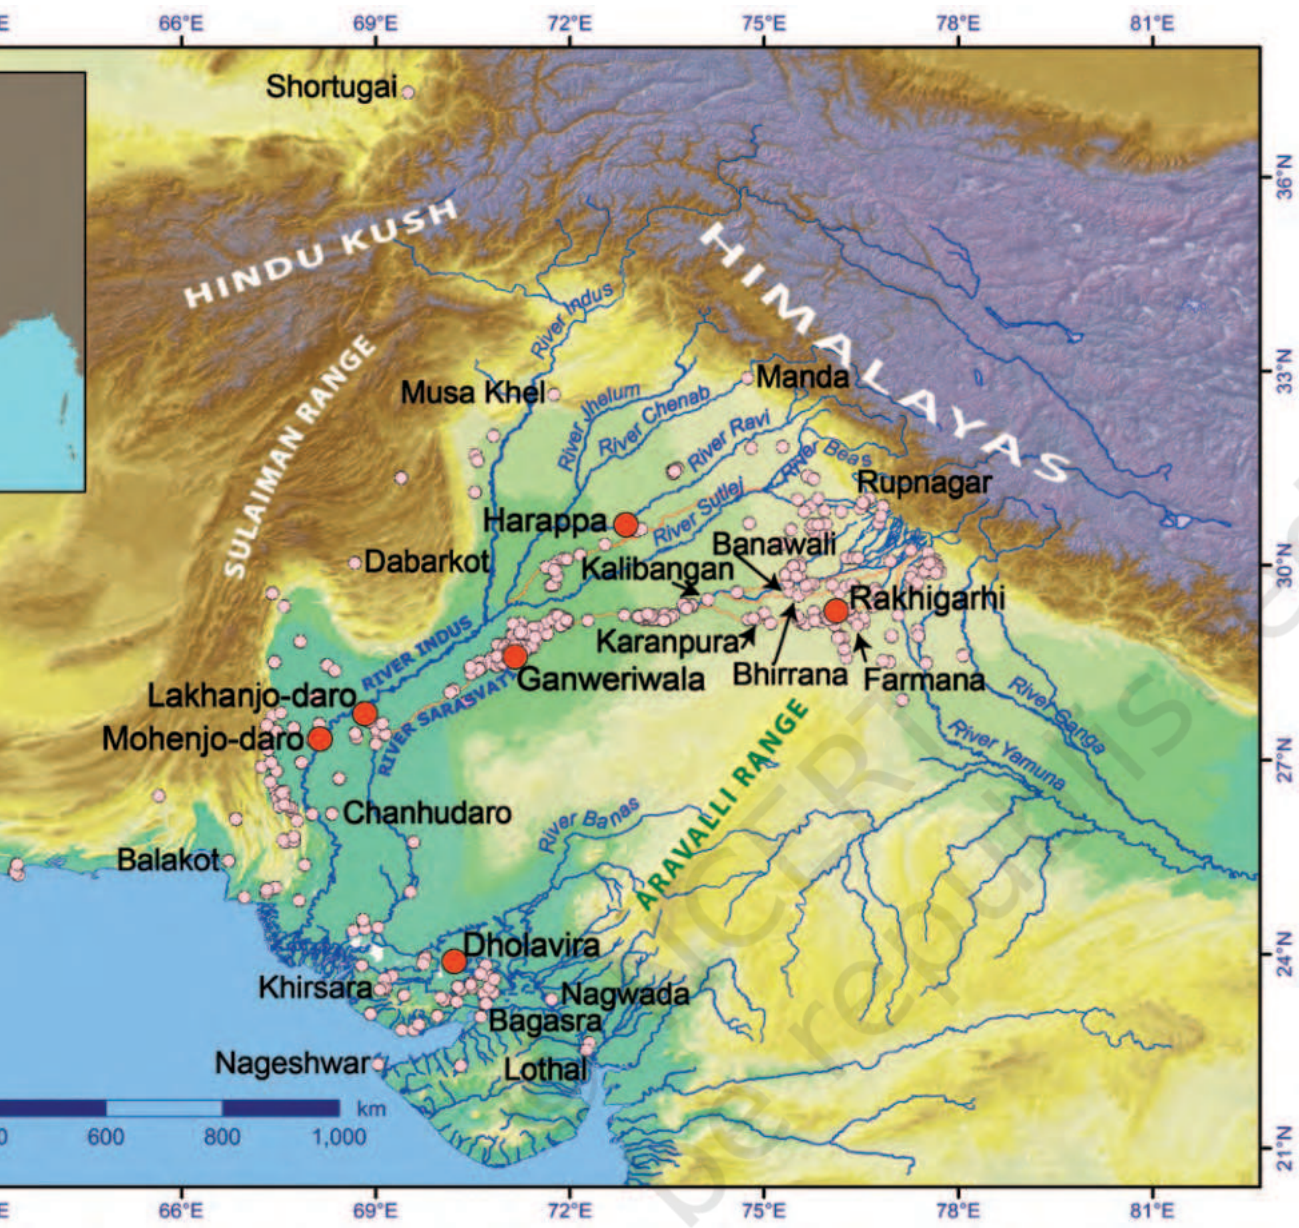 66°E 69°E 72°E 75°E 78°E 81°E
Shortugai
36°N
HINDU KUSH
HIMALAYAS
River Indus
SULAIMAN RANGE
33°N
Musa Khel
Manda
River Jhelum
River Chenab
River Ravi
River Beas
Rupnagar
River Sutlej
Harappa
Banawali
Dabarkot
Kalibangan
30°N
Rakhigarhi
RIVER INDUS
Karanpura
Bhirrana
Farmana
Ganweriwala
Lakhanjo-daro
RIVER SARASVATI
River Ganga
Mohenjo-daro
River Yamuna
27°N
ARAVALLI RANGE
Chanhudaro
River Banas
Balakot
24°N
Dholavira
Khirsara
Nagwada
Bagasra
Nageshwar
Lothal
km
600 800 1,000
21°N
66°E 69°E 72°E 75°E 78°E 81°E
NCERT
be republis